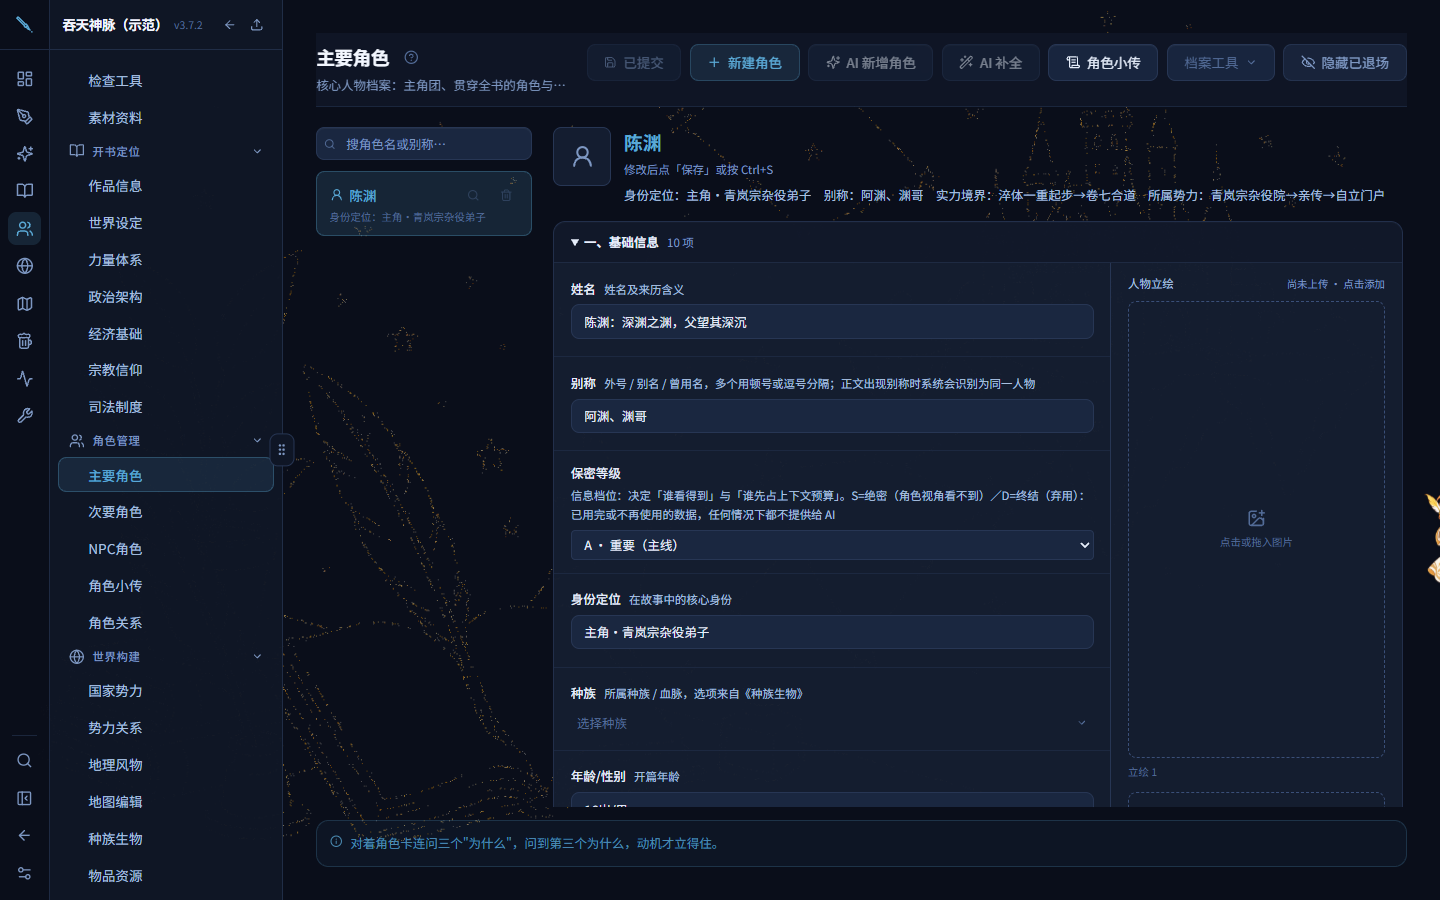 吞天神脉（示范） v3.7.2
检查工具
素材资料
开书定位
作品信息
世界设定
力量体系
政治架构
经济基础
宗教信仰
司法制度
角色管理
主要角色
次要角色
NPC角色
角色小传
角色关系
世界构建
国家势力
势力关系
地理风物
地图编辑
种族生物
物品资源
主要角色
核心人物档案：主角团、贯穿全书的角色与…
已提交
新建角色
AI 新增角色
AI 补全
角色小传
档案工具
隐藏已退场
搜角色名或别称…
陈渊
身份定位：主角・青岚宗杂役弟子
陈渊
修改后点「保存」或按 Ctrl+S
身份定位：主角・青岚宗杂役弟子 别称：阿渊、渊哥 实力境界：淬体一重起步→卷七合道 所属势力：青岚宗杂役院→亲传→自立门户
▼ 一、基础信息 10 项
姓名 姓名及来历含义
陈渊：深渊之渊，父望其深沉
别称 外号 / 别名 / 曾用名，多个用顿号或逗号分隔；正文出现别称时系统会识别为同一人物
阿渊、渊哥
保密等级
信息档位：决定「谁看得到」与「谁先占上下文预算」。S=绝密（角色视角看不到）／D=终结（弃用）：
已用完或不再使用的数据，任何情况下都不提供给 AI
A・重要（主线）
身份定位 在故事中的核心身份
主角・青岚宗杂役弟子
种族 所属种族 / 血脉，选项来自《种族生物》
选择种族
年龄/性别 开篇年龄
人物立绘 尚未上传・点击添加
点击或拖入图片
立绘 1
对着角色卡连问三个"为什么"，问到第三个为什么，动机才立得住。